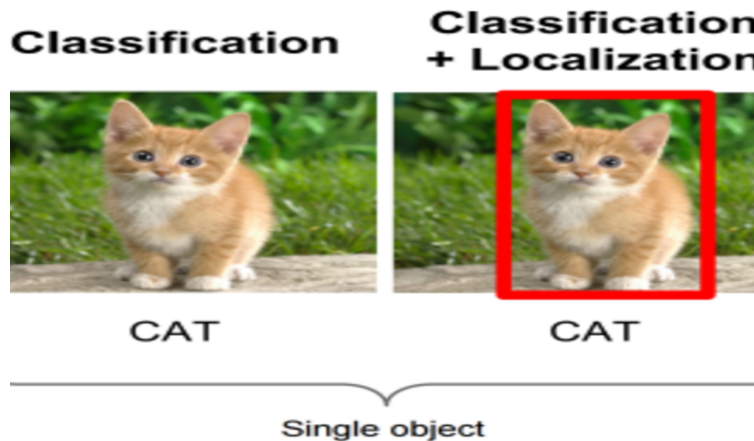 Classification
Classification
+ Localization
CAT
CAT
Single object